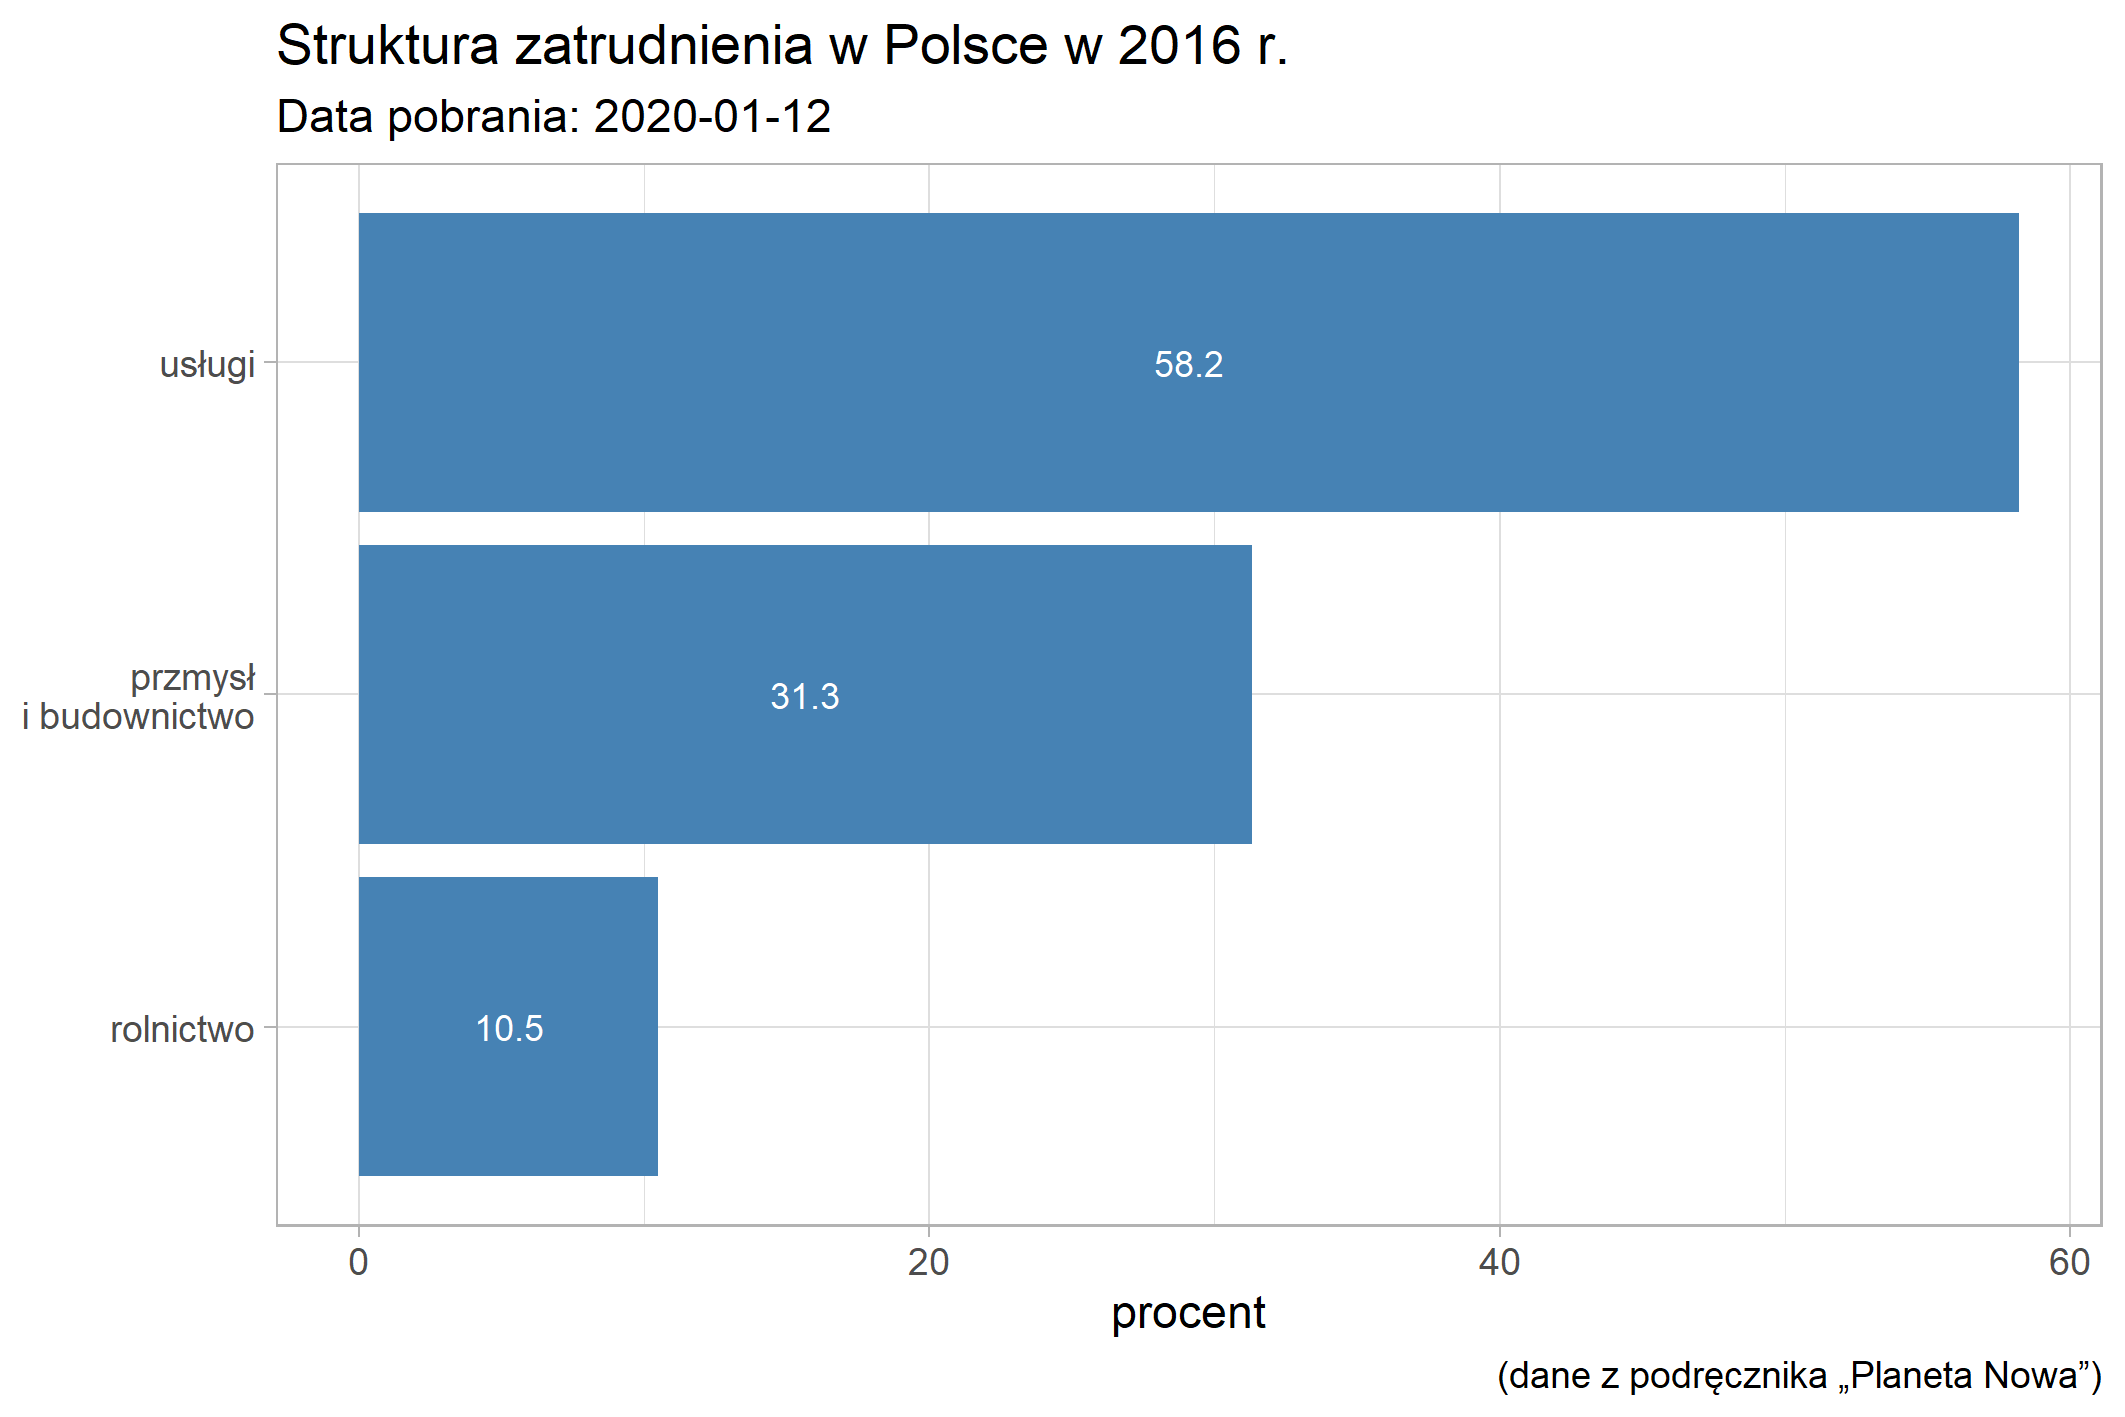 Struktura zatrudnienia w Polsce w 2016 r.
Data pobrania: 2020-01-12
usługi
58.2
przmysł
i budownictwo
31.3
rolnictwo
10.5
0
20
40
60
procent
(dane z podręcznika „Planeta Nowa”)